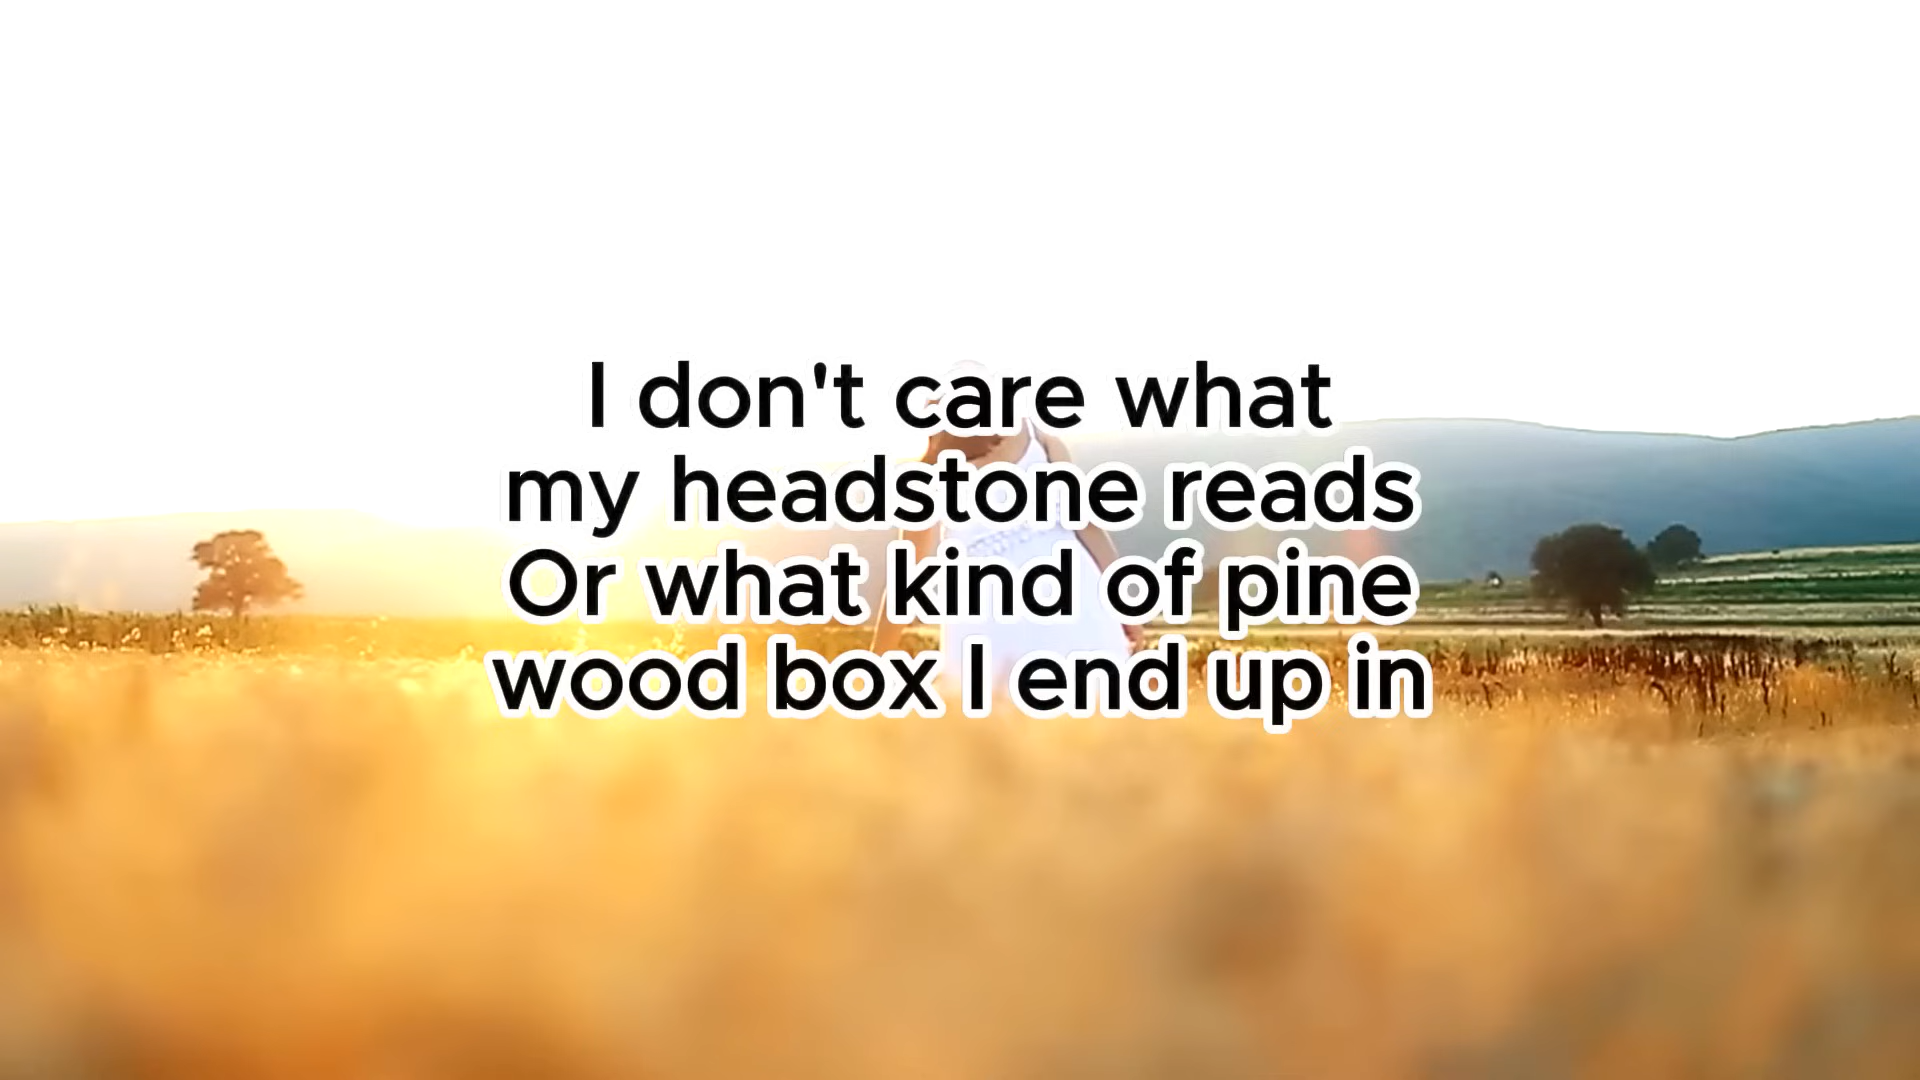 I don't care what
my headstone reads
Or what kind of pine
wood box I end up in